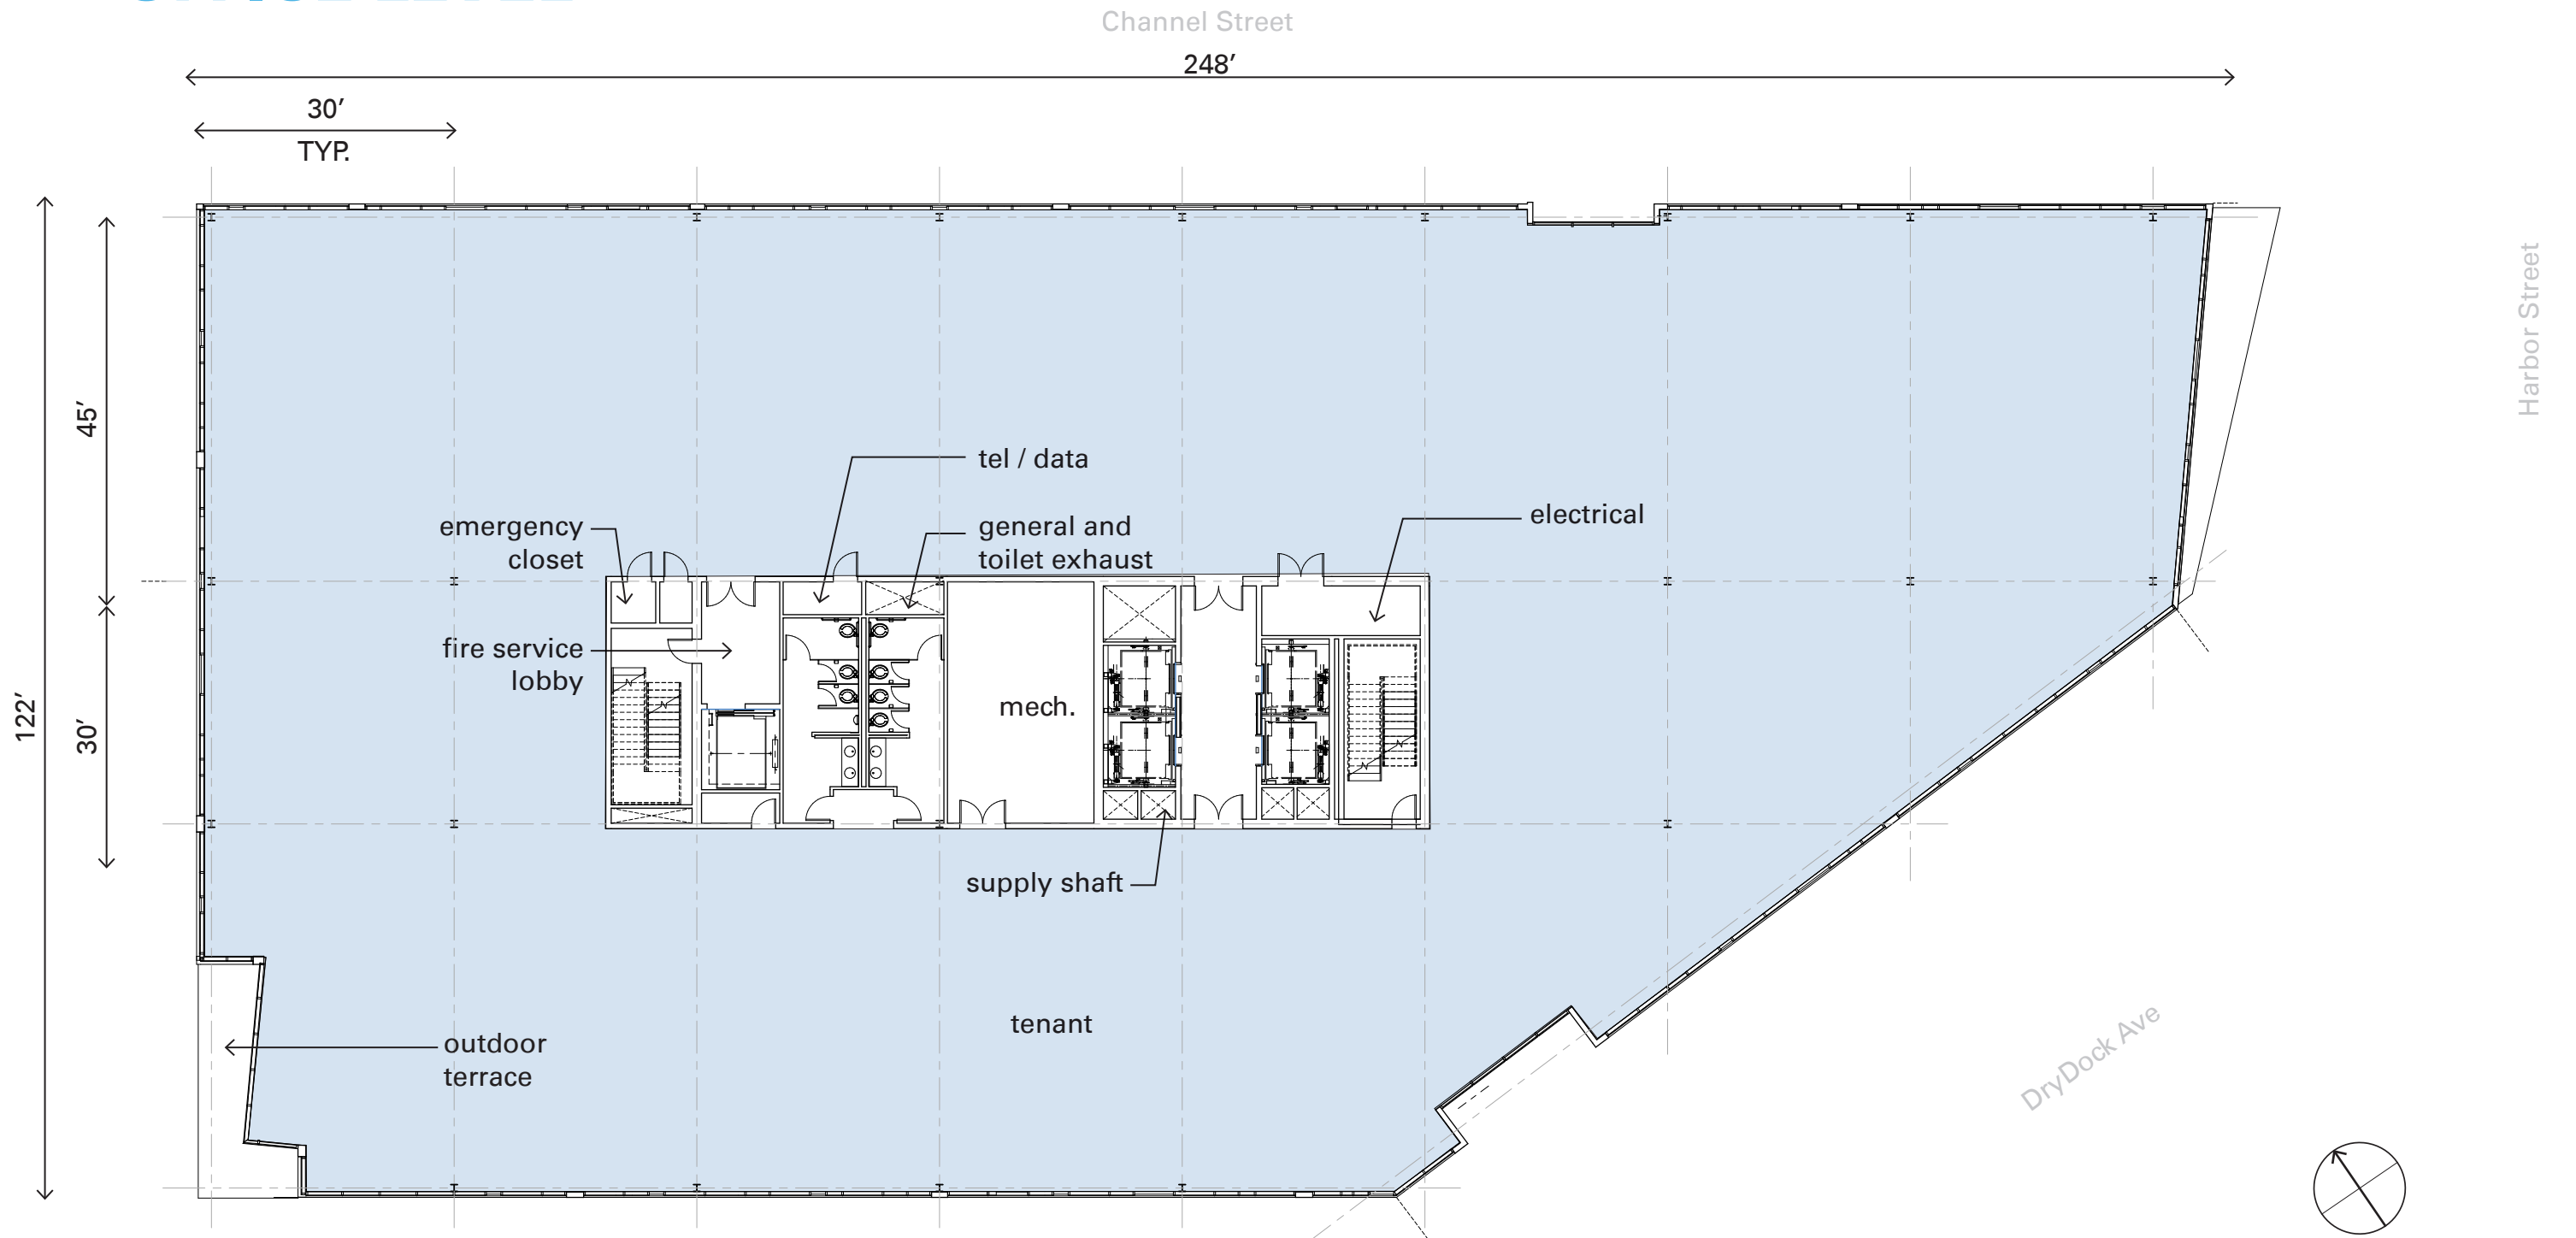 Channel Street
248’
30’
TYP.
45’
30’
122’
Harbor Street
tel / data
emergency
closet
general and
toilet exhaust
electrical
fire service
lobby
mech.
supply shaft
tenant
outdoor
terrace
DryDock Ave